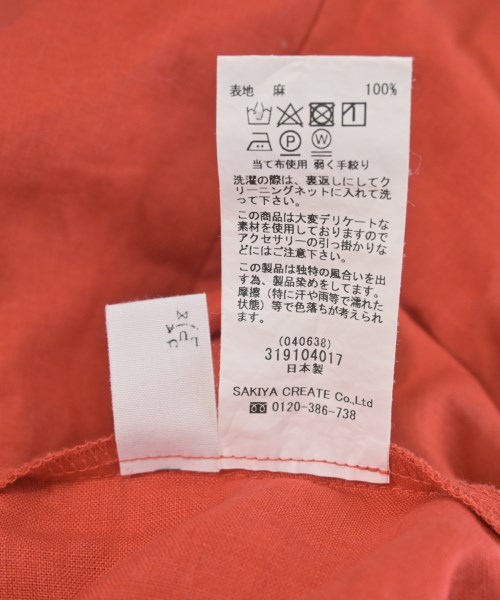 表地 麻 100%
当て布使用 弱く手絞り
洗濯の際は、裏返しにしてク
リーニングネットに入れて洗
って下さい。
この商品は大変デリケートな
素材を使用しておりますので
アクセサリーの引っ掛かりな
どにはご注意下さい。
この製品は独特の風合いを出
す為、製品染めをしてます。
摩擦（特に汗や雨等で濡れた
状態）等で色落ちが考えられ
ます。
(040638)
319104017
日本製
SAKIYA CREATE Co.,Ltd
0120-386-738
M